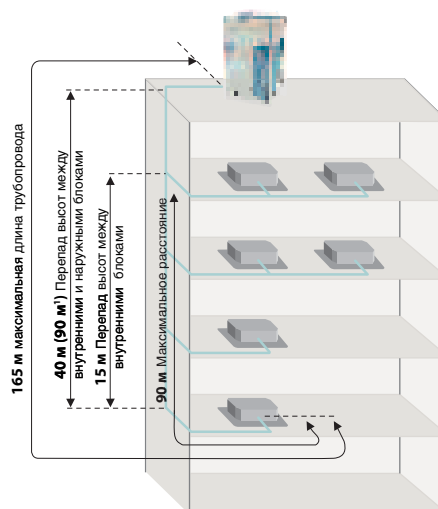 165 м максимальная длина трубопровода
40 м (90 м¹) Перепад высот между
внутренними и наружными блоками
15 м Перепад высот между
внутренними блоками
90 м Максимальное расстояние